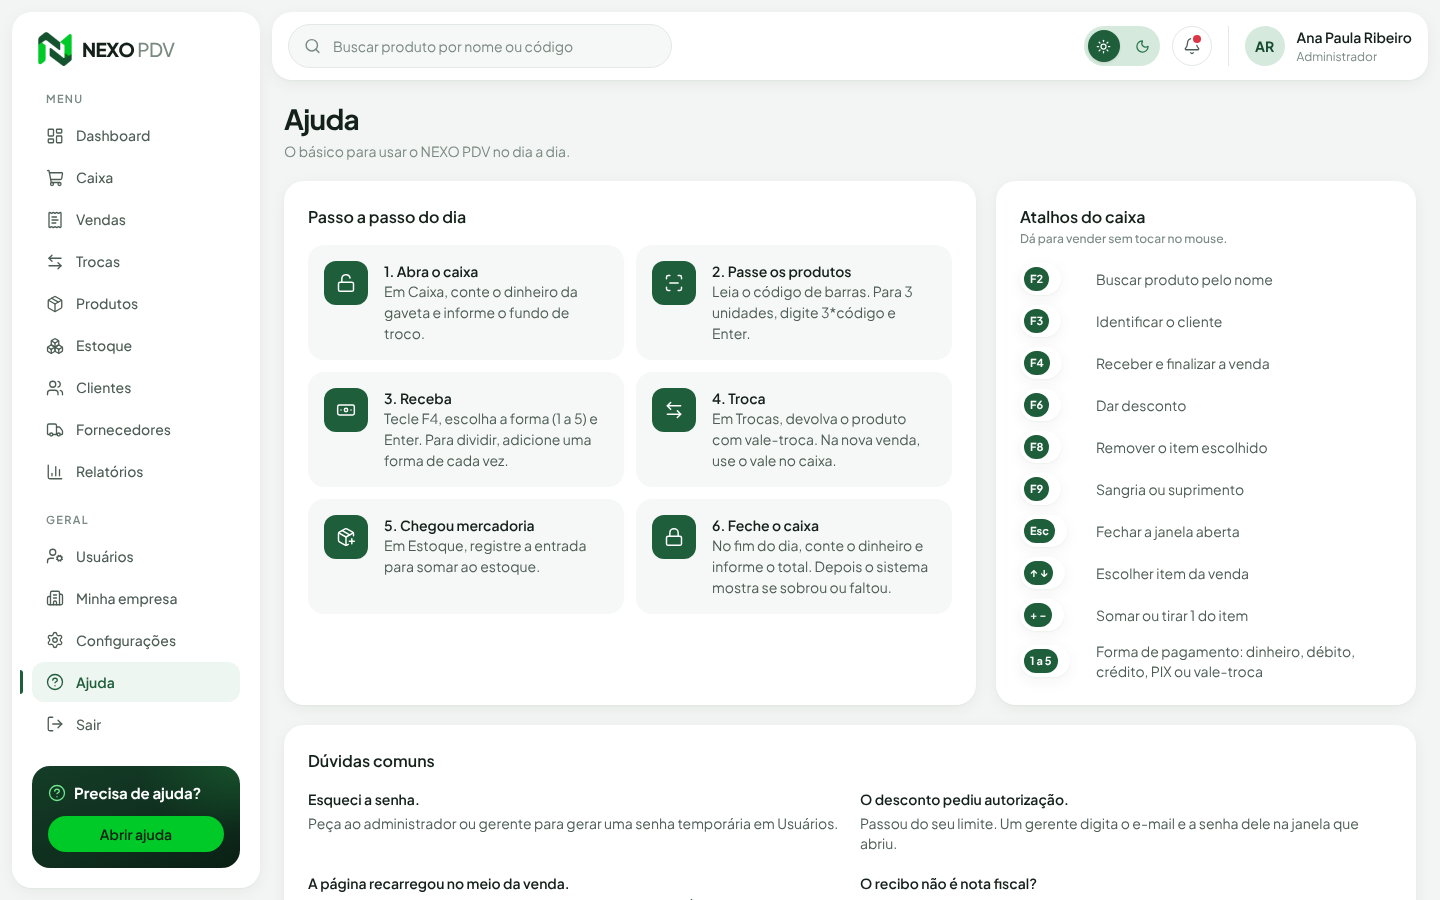 NEXO PDV
MENU
Dashboard
Caixa
Vendas
Trocas
Produtos
Estoque
Clientes
Fornecedores
Relatórios
GERAL
Usuários
Minha empresa
Configurações
Ajuda
Sair
Precisa de ajuda?
Abrir ajuda
Buscar produto por nome ou código
AR
Ana Paula Ribeiro
Administrador
Ajuda
O básico para usar o NEXO PDV no dia a dia.
Passo a passo do dia
1. Abra o caixa
Em Caixa, conte o dinheiro da
gaveta e informe o fundo de
troco.
2. Passe os produtos
Leia o código de barras. Para 3
unidades, digite 3*código e
Enter.
3. Receba
Tecle F4, escolha a forma (1 a 5) e
Enter. Para dividir, adicione uma
forma de cada vez.
4. Troca
Em Trocas, devolva o produto
com vale-troca. Na nova venda,
use o vale no caixa.
5. Chegou mercadoria
Em Estoque, registre a entrada
para somar ao estoque.
6. Feche o caixa
No fim do dia, conte o dinheiro e
informe o total. Depois o sistema
mostra se sobrou ou faltou.
Atalhos do caixa
Dá para vender sem tocar no mouse.
F2 Buscar produto pelo nome
F3 Identificar o cliente
F4 Receber e finalizar a venda
F6 Dar desconto
F8 Remover o item escolhido
F9 Sangria ou suprimento
Esc Fechar a janela aberta
↑ ↓ Escolher item da venda
+ − Somar ou tirar 1 do item
1 a 5 Forma de pagamento: dinheiro, débito,
crédito, PIX ou vale-troca
Dúvidas comuns
Esqueci a senha.
Peça ao administrador ou gerente para gerar uma senha temporária em Usuários.
O desconto pediu autorização.
Passou do seu limite. Um gerente digita o e-mail e a senha dele na janela que
abriu.
A página recarregou no meio da venda.
O recibo não é nota fiscal?